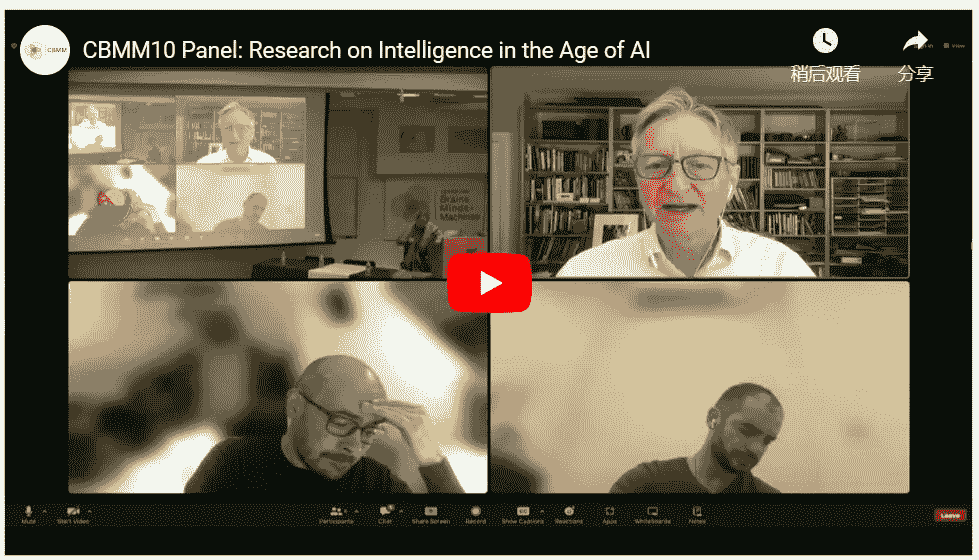 CBMM
CBMM10 Panel: Research on Intelligence in the Age of AI
稍后观看
分享
View
Brains
Minds+
Machines
Mute
Start Video
Participants
Chat
Share Screen
Record
Show Captions
Reactions
Apps
Whiteboards
Notes
Leave